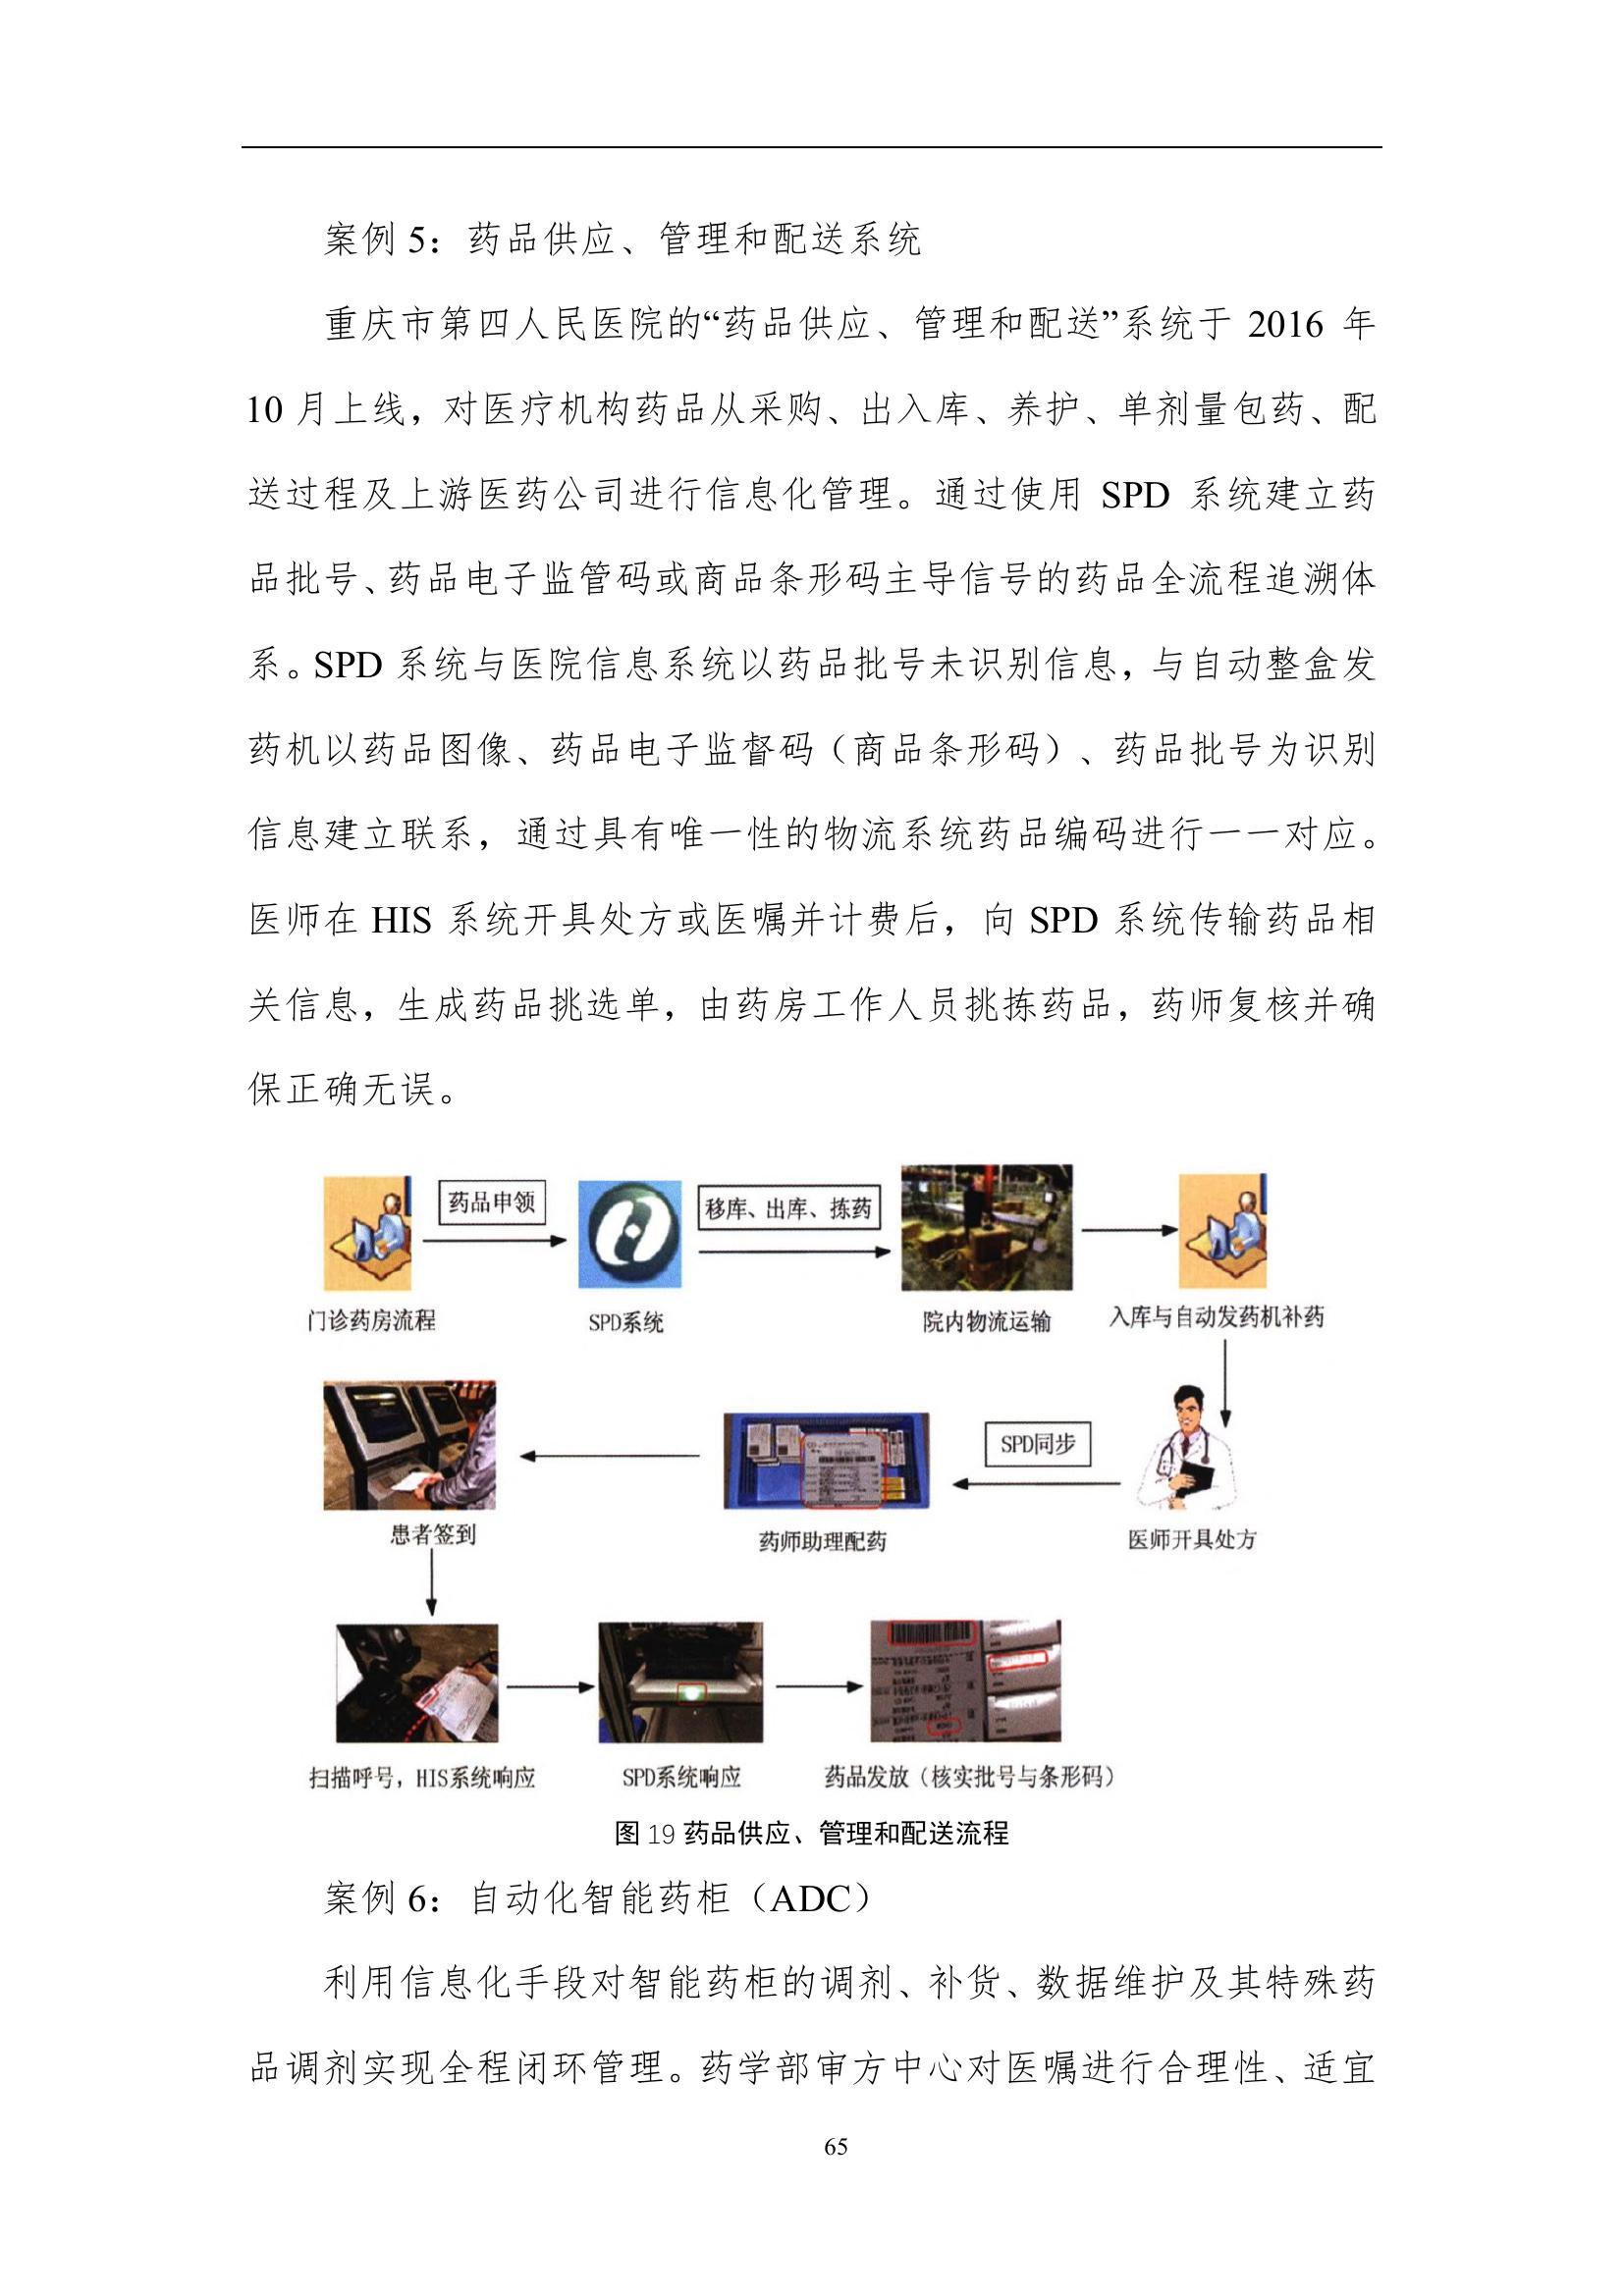 案例 5：药品供应、管理和配送系统
重庆市第四人民医院的“药品供应、管理和配送”系统于 2016 年
10 月上线，对医疗机构药品从采购、出入库、养护、单剂量包药、配
送过程及上游医药公司进行信息化管理。通过使用 SPD 系统建立药
品批号、药品电子监管码或商品条形码主导信号的药品全流程追溯体
系。SPD 系统与医院信息系统以药品批号未识别信息，与自动整盒发
药机以药品图像、药品电子监督码（商品条形码）、药品批号为识别
信息建立联系，通过具有唯一性的物流系统药品编码进行一一对应。
医师在 HIS 系统开具处方或医嘱并计费后，向 SPD 系统传输药品相
关信息，生成药品挑选单，由药房工作人员挑拣药品，药师复核并确
保正确无误。
药品申领
移库、出库、拣药
门诊药房流程
SPD系统
院内物流运输
入库与自动发药机补药
SPD同步
患者签到
药师助理配药
医师开具处方
扫描呼号，HIS系统响应
SPD系统响应
药品发放（核实批号与条形码）
图 19 药品供应、管理和配送流程
案例 6：自动化智能药柜（ADC）
利用信息化手段对智能药柜的调剂、补货、数据维护及其特殊药
品调剂实现全程闭环管理。药学部审方中心对医嘱进行合理性、适宜
65